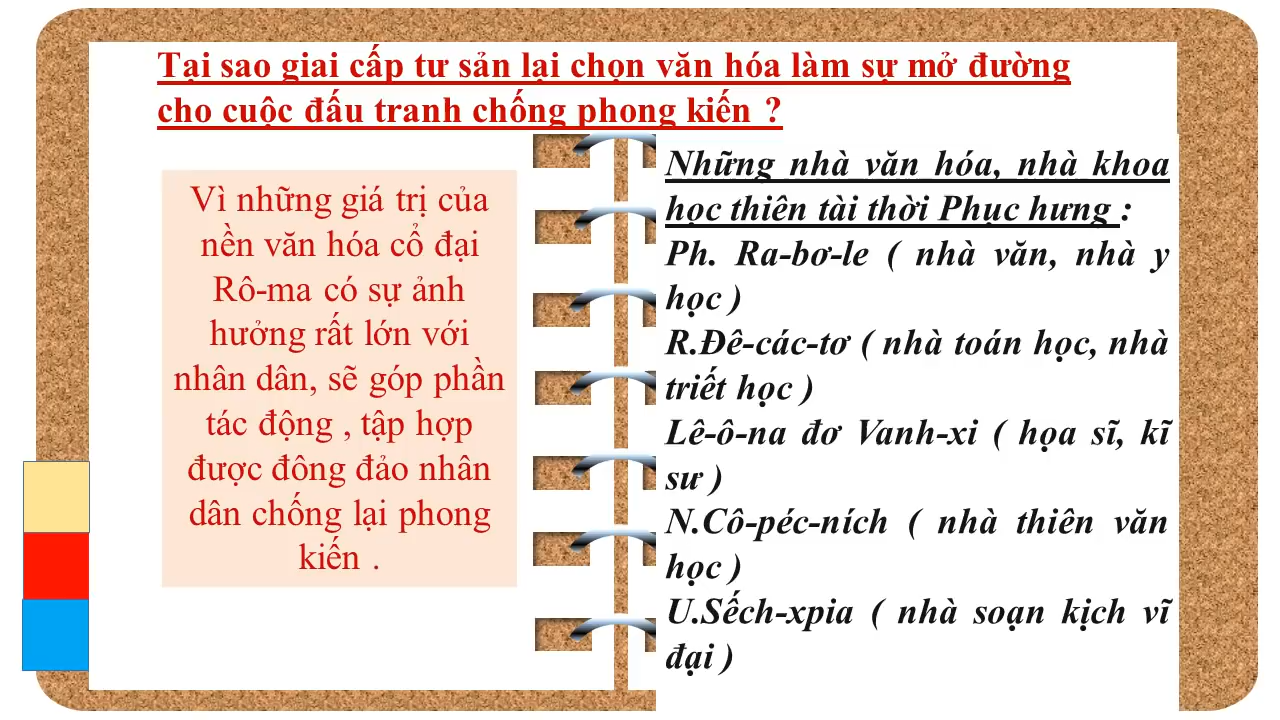 Tại sao giai cấp tư sản lại chọn văn hóa làm sự mở đường
cho cuộc đấu tranh chống phong kiến ?
Vì những giá trị của
nền văn hóa cổ đại
Rô-ma có sự ảnh
hưởng rất lớn với
nhân dân, sẽ góp phần
tác động , tập hợp
được đông đảo nhân
dân chống lại phong
kiến .
Những nhà văn hóa, nhà khoa
học thiên tài thời Phục hưng :
Ph. Ra-bơ-le ( nhà văn, nhà y
học )
R.Đê-các-tơ ( nhà toán học, nhà
triết học )
Lê-ô-na đơ Vanh-xi ( họa sĩ, kĩ
sư )
N.Cô-péc-ních ( nhà thiên văn
học )
U.Sếch-xpia ( nhà soạn kịch vĩ
đại )